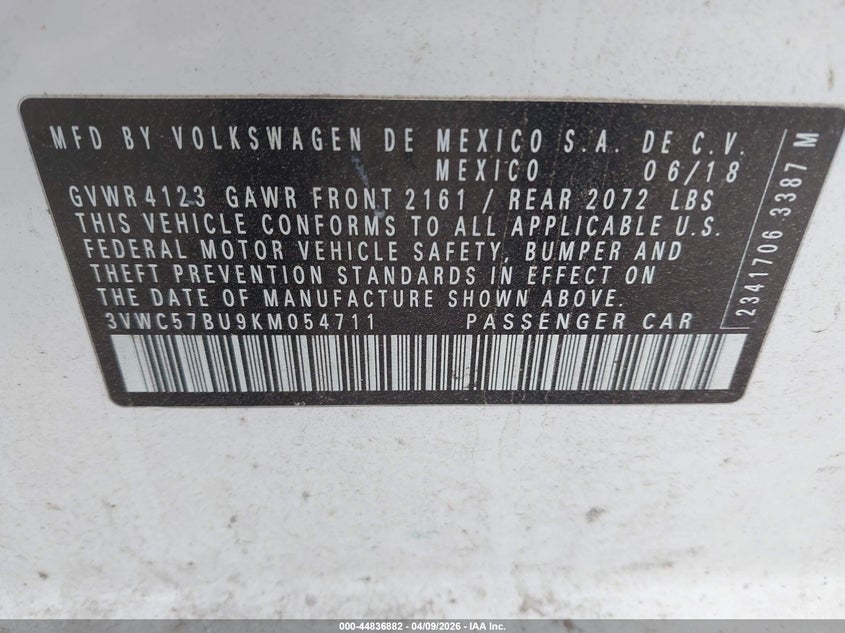 MFD BY VOLKSWAGEN DE MEXICO S.A. DE C.V.
MEXICO 06/18
GVWR 4123 GAWR FRONT 2161 / REAR 2072 LBS
THIS VEHICLE CONFORMS TO ALL APPLICABLE U.S.
FEDERAL MOTOR VEHICLE SAFETY, BUMPER AND
THEFT PREVENTION STANDARDS IN EFFECT ON
THE DATE OF MANUFACTURE SHOWN ABOVE.
3VWC57BU9KM054711 PASSENGER CAR
2341706 3387 M
000-44836882 - 04/09/2026 - IAA Inc.